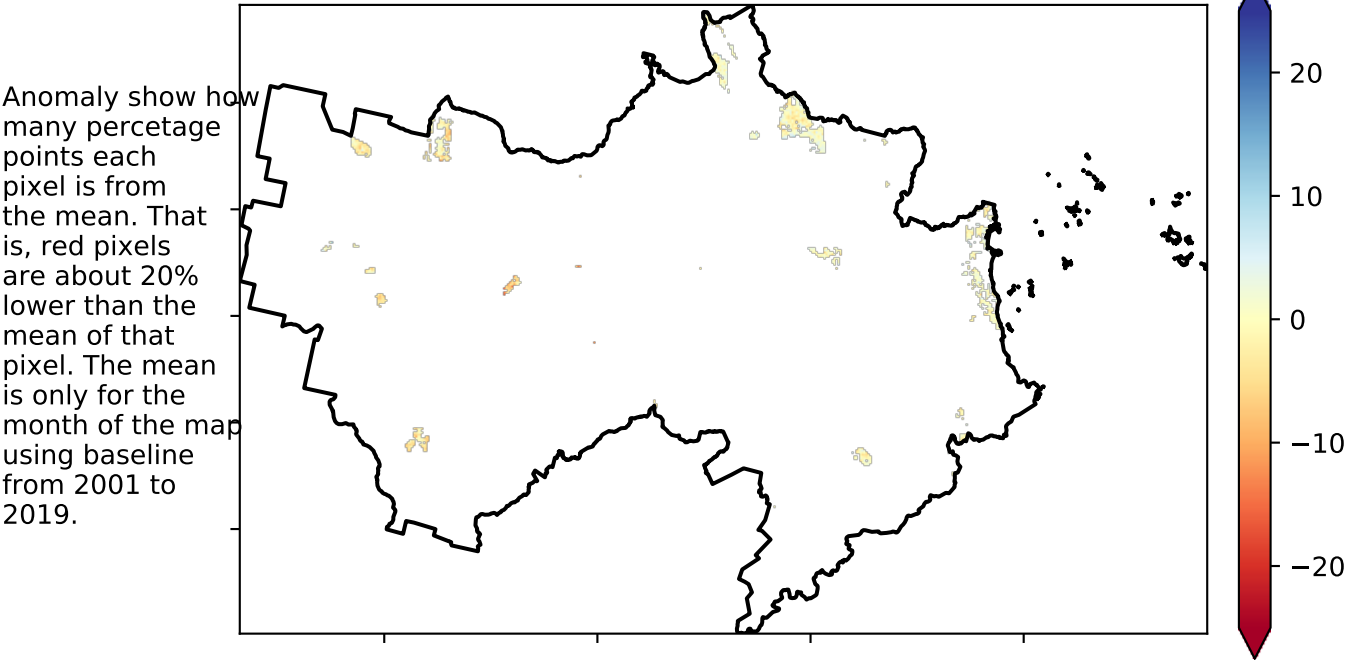 Anomaly show how
many percetage
points each
pixel is from
the mean. That
is, red pixels
are about 20%
lower than the
mean of that
pixel. The mean
is only for the
month of the map
using baseline
from 2001 to
2019.
20
10
0
−10
−20